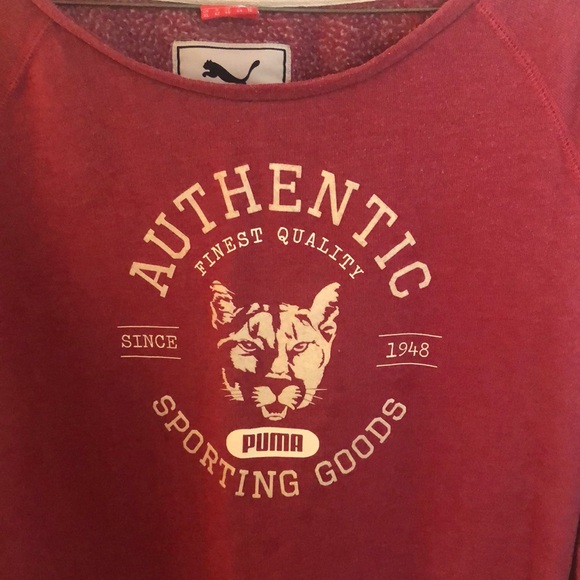 AUTHENTIC
FINEST QUALITY
SINCE
1948
PUMA
SPORTING GOODS